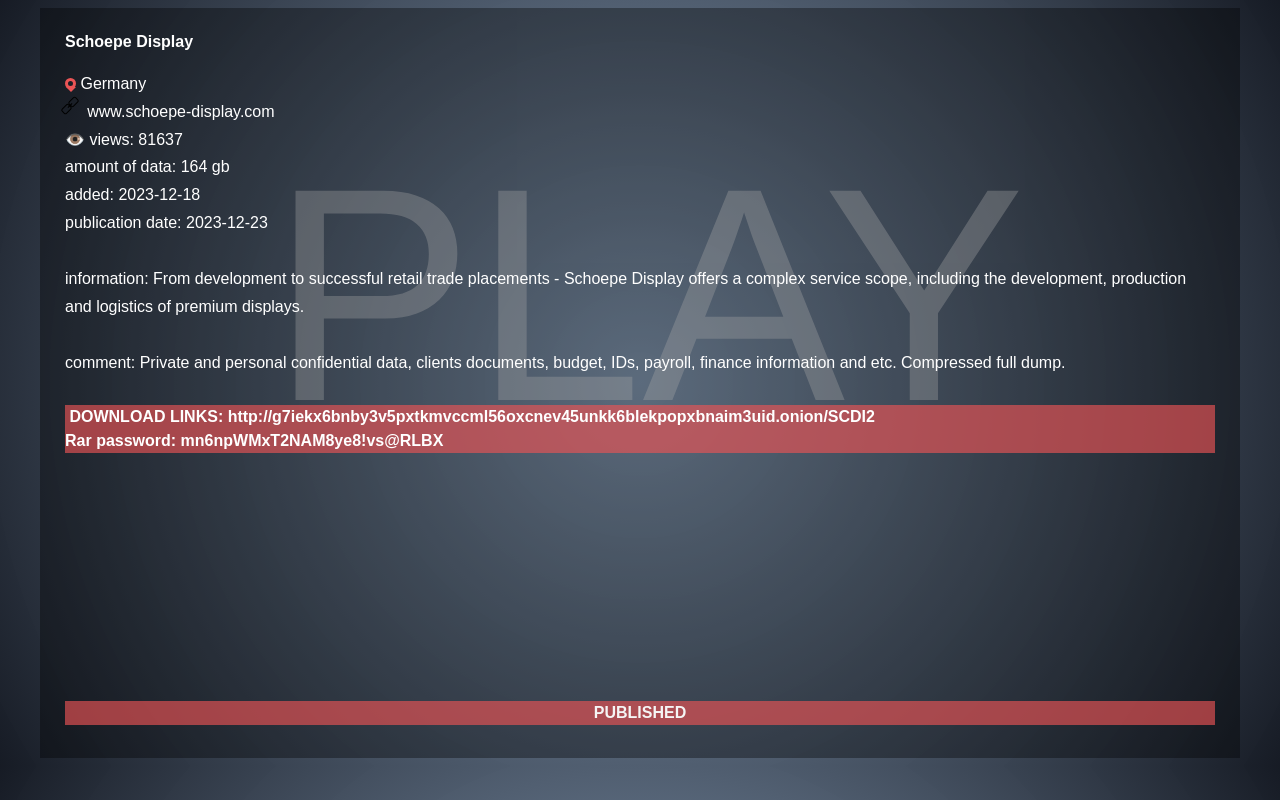 Schoepe Display
Germany
www.schoepe-display.com
views: 81637
amount of data: 164 gb
added: 2023-12-18
publication date: 2023-12-23
PLAY
information: From development to successful retail trade placements - Schoepe Display offers a complex service scope, including the development, production
and logistics of premium displays.
comment: Private and personal confidential data, clients documents, budget, IDs, payroll, finance information and etc. Compressed full dump.
DOWNLOAD LINKS: http://g7iekx6bnby3v5pxtkmvccml56oxcnev45unkk6blekpopxbnaim3uid.onion/SCDI2
Rar password: mn6npWMxT2NAM8ye8!vs@RLBX
PUBLISHED